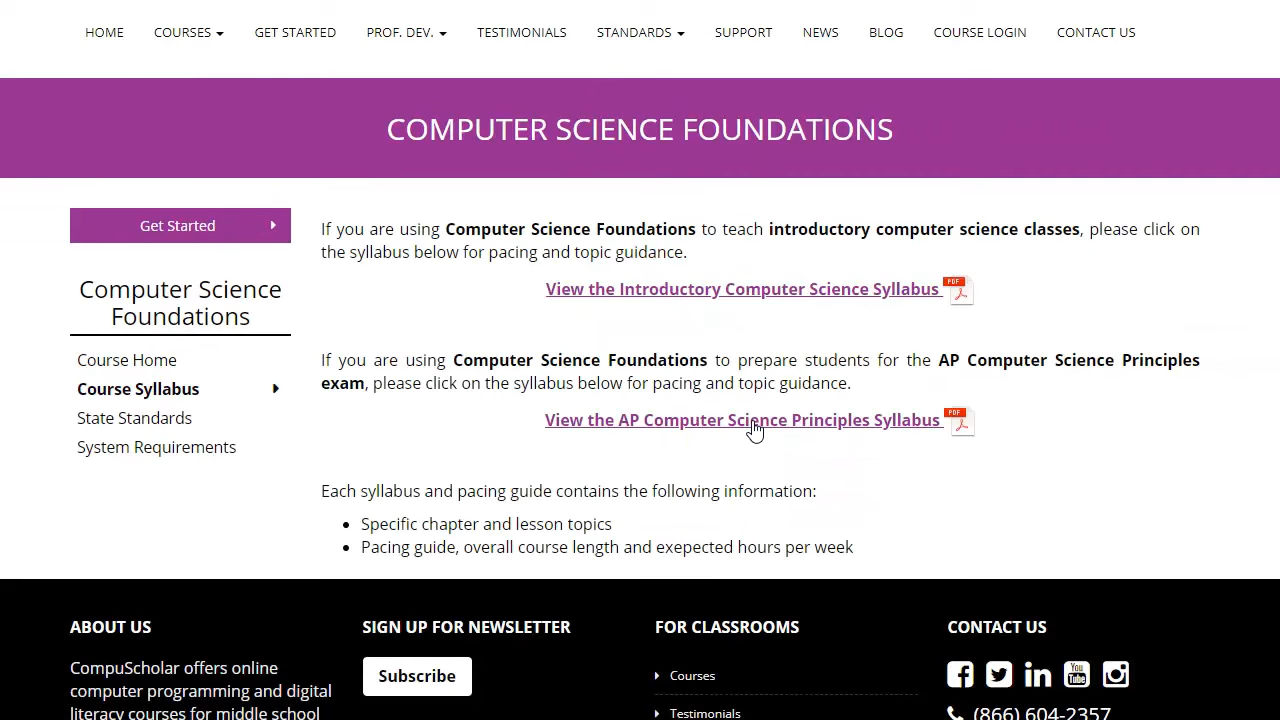 HOME COURSES GET STARTED PROF. DEV. TESTIMONIALS STANDARDS SUPPORT NEWS BLOG COURSE LOGIN CONTACT US
COMPUTER SCIENCE FOUNDATIONS
Get Started
Computer Science
Foundations
Course Home
Course Syllabus
State Standards
System Requirements
If you are using Computer Science Foundations to teach introductory computer science classes, please click on
the syllabus below for pacing and topic guidance.
View the Introductory Computer Science Syllabus PDF
If you are using Computer Science Foundations to prepare students for the AP Computer Science Principles
exam, please click on the syllabus below for pacing and topic guidance.
View the AP Computer Science Principles Syllabus PDF
Each syllabus and pacing guide contains the following information:
• Specific chapter and lesson topics
• Pacing guide, overall course length and exepected hours per week
ABOUT US
CompuScholar offers online
computer programming and digital
literacy courses for middle school
SIGN UP FOR NEWSLETTER
Subscribe
FOR CLASSROOMS
Courses
Testimonials
CONTACT US
You Tube
(866) 604-2357